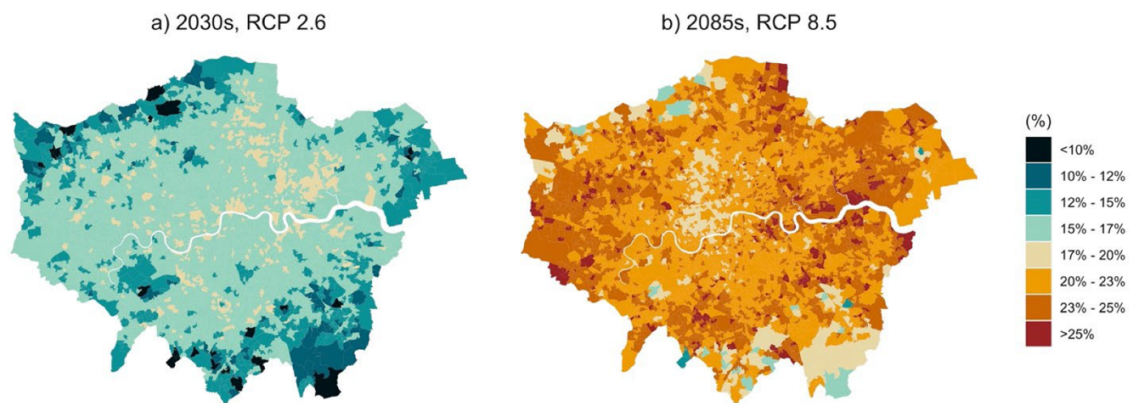 a) 2030s, RCP 2.6
b) 2085s, RCP 8.5
(%)
<10%
10% - 12%
12% - 15%
15% - 17%
17% - 20%
20% - 23%
23% - 25%
>25%